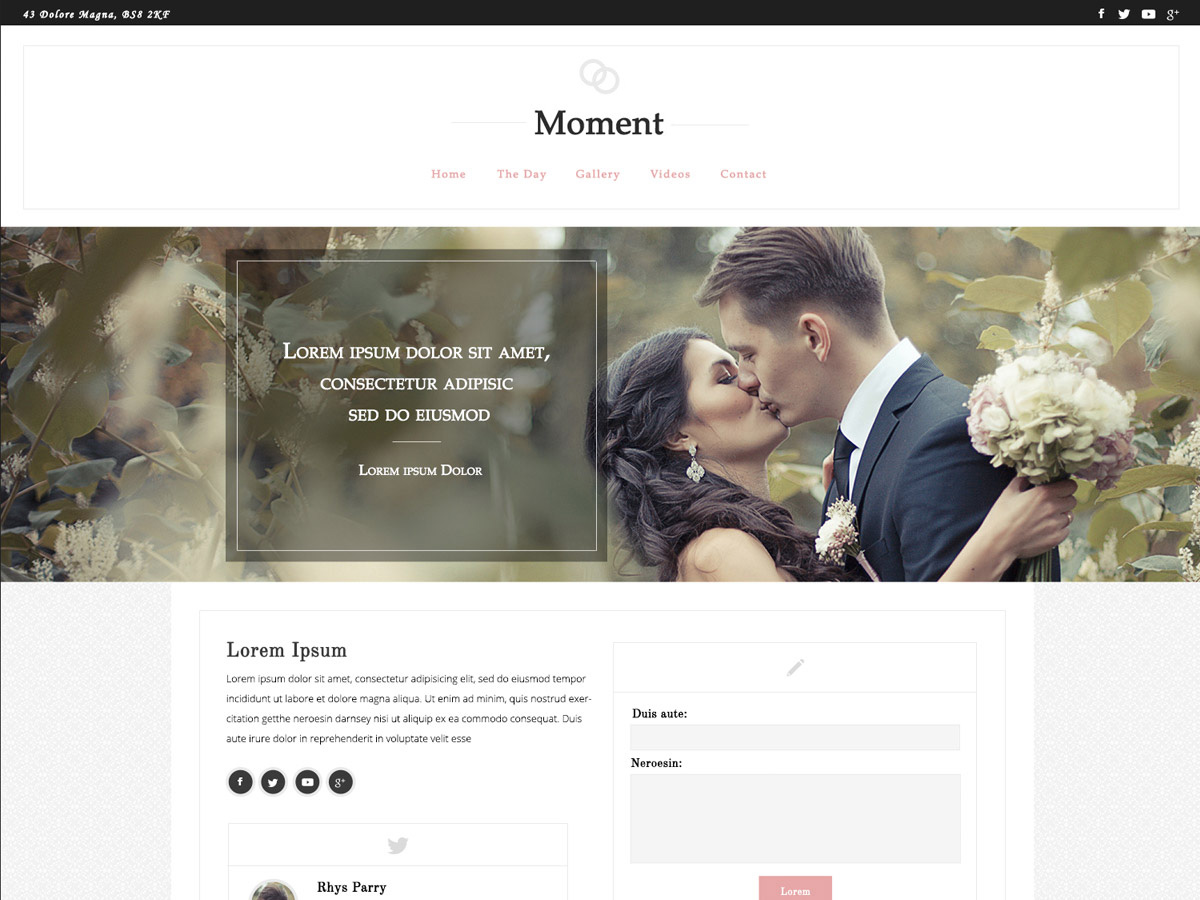 43 Dolore Magna, BS8 2KF
g+
Moment
Home The Day Gallery Videos Contact
Lorem ipsum dolor sit amet,
consectetur adipisic
sed do eiusmod
Lorem ipsum Dolor
Lorem Ipsum
Lorem ipsum dolor sit amet, consectetur adipisicing elit, sed do eiusmod tempor
incididunt ut labore et dolore magna aliqua. Ut enim ad minim, quis nostrud exer-
citation getthe neroesin darnsey nisi ut aliquip ex ea commodo consequat. Duis
aute irure dolor in reprehenderit in voluptate velit esse
g+
Rhys Parry
Duis aute:
Neroesin:
Lorem